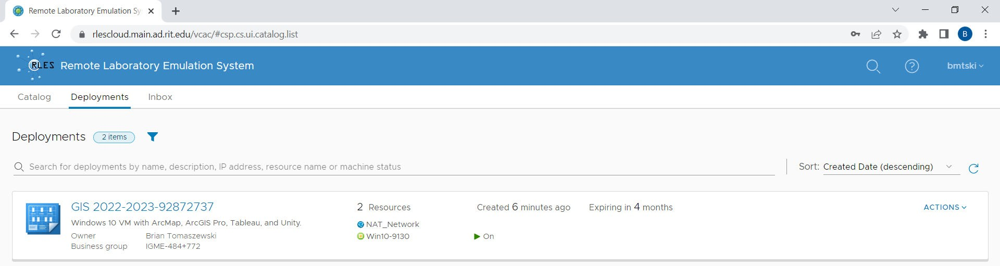 Remote Laboratory Emulation Sy
rlescloud.main.ad.rit.edu/vcac/#csp.cs.ui.catalog.list
B
RLES Remote Laboratory Emulation System
? bmtski
Catalog Deployments Inbox
Deployments 2 items
Search for deployments by name, description, IP address, resource name or machine status
Sort: Created Date (descending)
GIS 2022-2023-92872737
2 Resources
Created 6 minutes ago
Expiring in 4 months
ACTIONS
Windows 10 VM with ArcMap, ArcGIS Pro, Tableau, and Unity.
NAT_Network
Owner Brian Tomaszewski
Win10-9130
On
Business group IGME-484+772